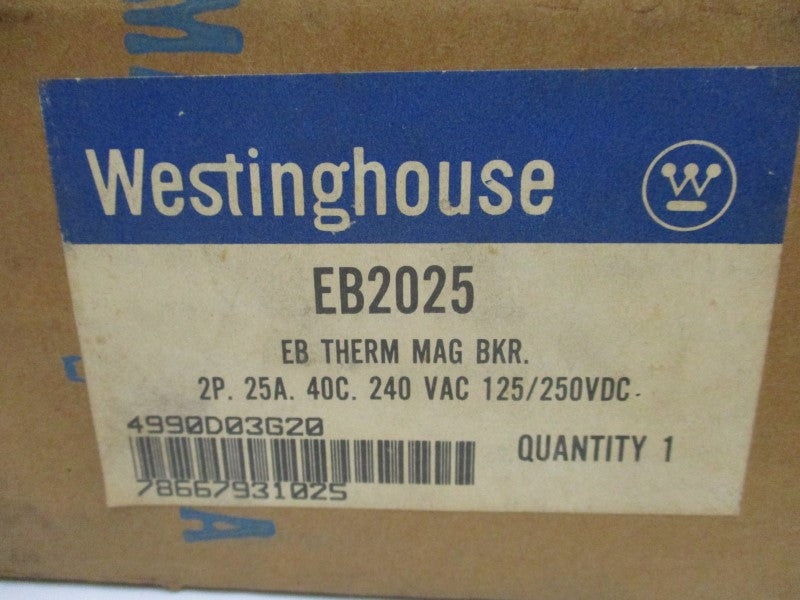 Westinghouse
EB2025
EB THERM MAG BKR.
2P. 25A. 40C. 240 VAC 125/250VDC.
4990D03G20
QUANTITY 1
78667931025